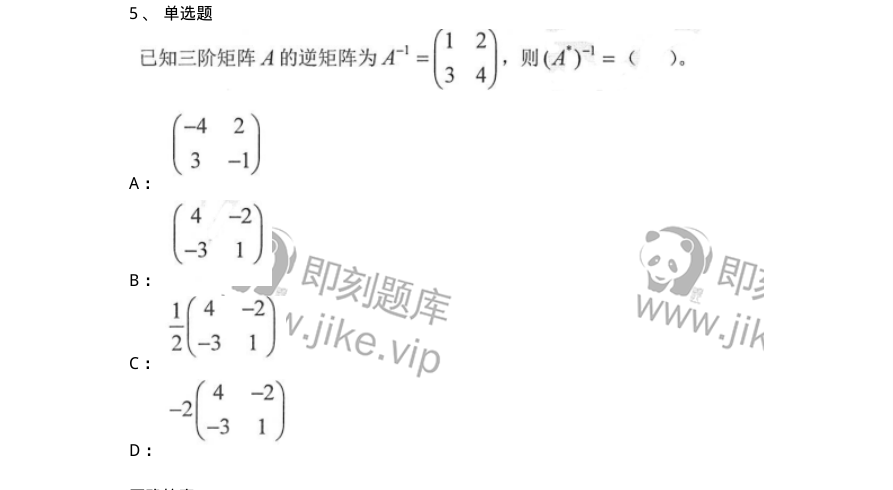 5 、 单选题
已知三阶矩阵 A 的逆矩阵为 A⁻¹ = (1 2; 3 4)，则 (A*)⁻¹ = （ ）。
A： (−4 2; 3 −1)
B： (4 −2; −3 1)
C： 1/2 (4 −2; −3 1)
D： −2 (4 −2; −3 1)
即刻题库
w.jike.vip
即刻
www.jik